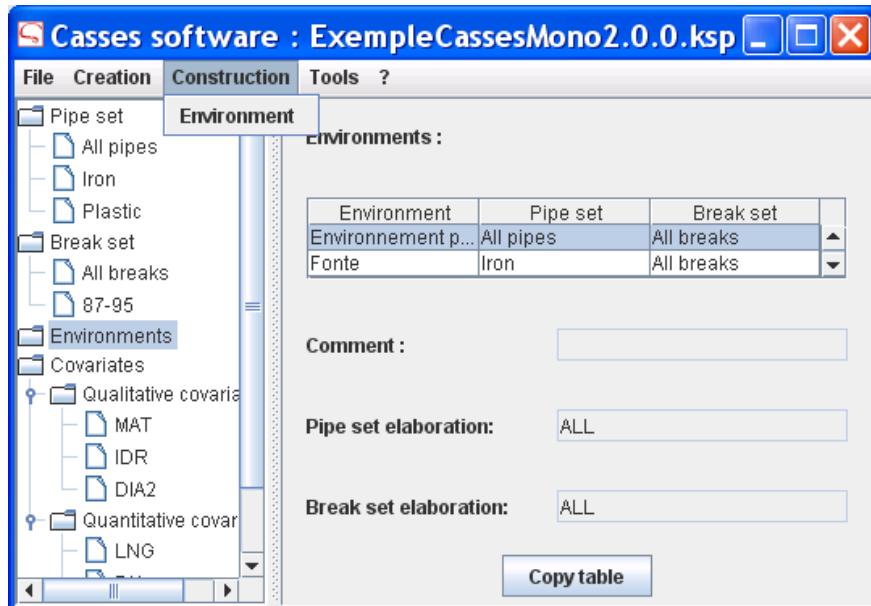 Casses software : ExempleCassesMono2.0.0.ksp
File Creation Construction Tools ?
Environment
Pipe set
All pipes
Iron
Plastic
Break set
All breaks
87-95
Environments
Covariates
Qualitative covaria
MAT
IDR
DIA2
Quantitative covar
LNG
Environments :
Environment Pipe set Break set
Environnement p... All pipes All breaks
Fonte Iron All breaks
Comment :
Pipe set elaboration: ALL
Break set elaboration: ALL
Copy table